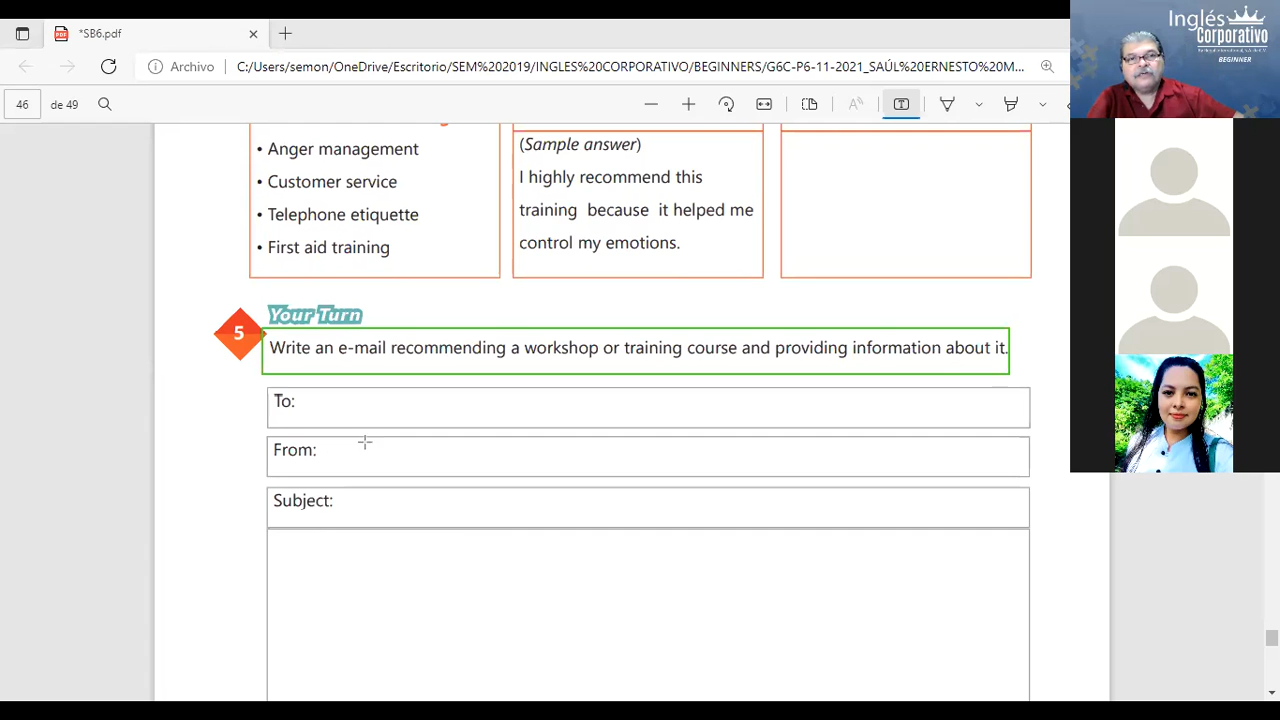 *SB6.pdf
Archivo
C:/Users/semon/OneDrive/Escritorio/SEM%202019/INGLES%20CORPORATIVO/BEGINNERS/G6C-P6-11-2021_SAÚL%20ERNESTO%20M...
46 de 49
• Anger management
• Customer service
• Telephone etiquette
• First aid training
(Sample answer)
I highly recommend this
training because it helped me
control my emotions.
Your Turn
5
Write an e-mail recommending a workshop or training course and providing information about it.
To:
From:
Subject:
Inglés
Corporativo
BEGINNER